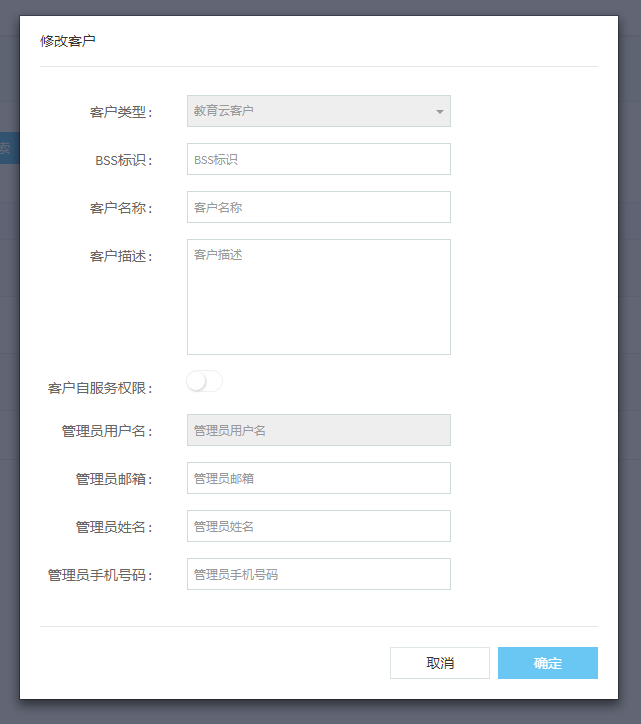 修改客户
索
客户类型： 教育云客户
BSS标识： BSS标识
客户名称： 客户名称
客户描述： 客户描述
客户自服务权限：
管理员用户名： 管理员用户名
管理员邮箱： 管理员邮箱
管理员姓名： 管理员姓名
管理员手机号码： 管理员手机号码
取消 确定